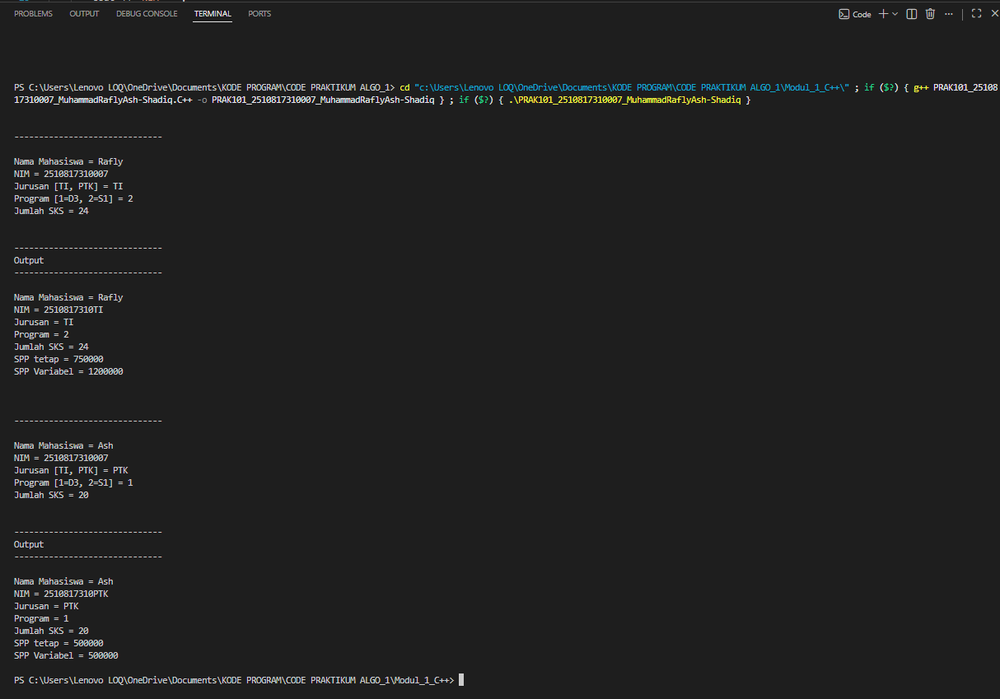 PROBLEMS OUTPUT DEBUG CONSOLE TERMINAL PORTS Code
PS C:\Users\Lenovo LOQ\OneDrive\Documents\KODE PROGRAM\CODE PRAKTIKUM ALGO_1> cd "c:\Users\Lenovo LOQ\OneDrive\Documents\KODE PROGRAM\CODE PRAKTIKUM ALGO_1\Modul_1_C++\" ; if ($?) { g++ PRAK101_25108
17310007_MuhammadRaflyAsh-Shadiq.C++ -o PRAK101_2510817310007_MuhammadRaflyAsh-Shadiq } ; if ($?) { .\PRAK101_2510817310007_MuhammadRaflyAsh-Shadiq }
------------------------------
Nama Mahasiswa = Rafly
NIM = 2510817310007
Jurusan [TI, PTK] = TI
Program [1=D3, 2=S1] = 2
Jumlah SKS = 24
------------------------------
Output
------------------------------
Nama Mahasiswa = Rafly
NIM = 2510817310TI
Jurusan = TI
Program = 2
Jumlah SKS = 24
SPP tetap = 750000
SPP Variabel = 1200000
------------------------------
Nama Mahasiswa = Ash
NIM = 2510817310007
Jurusan [TI, PTK] = PTK
Program [1=D3, 2=S1] = 1
Jumlah SKS = 20
------------------------------
Output
------------------------------
Nama Mahasiswa = Ash
NIM = 2510817310PTK
Jurusan = PTK
Program = 1
Jumlah SKS = 20
SPP tetap = 500000
SPP Variabel = 500000
PS C:\Users\Lenovo LOQ\OneDrive\Documents\KODE PROGRAM\CODE PRAKTIKUM ALGO_1\Modul_1_C++>